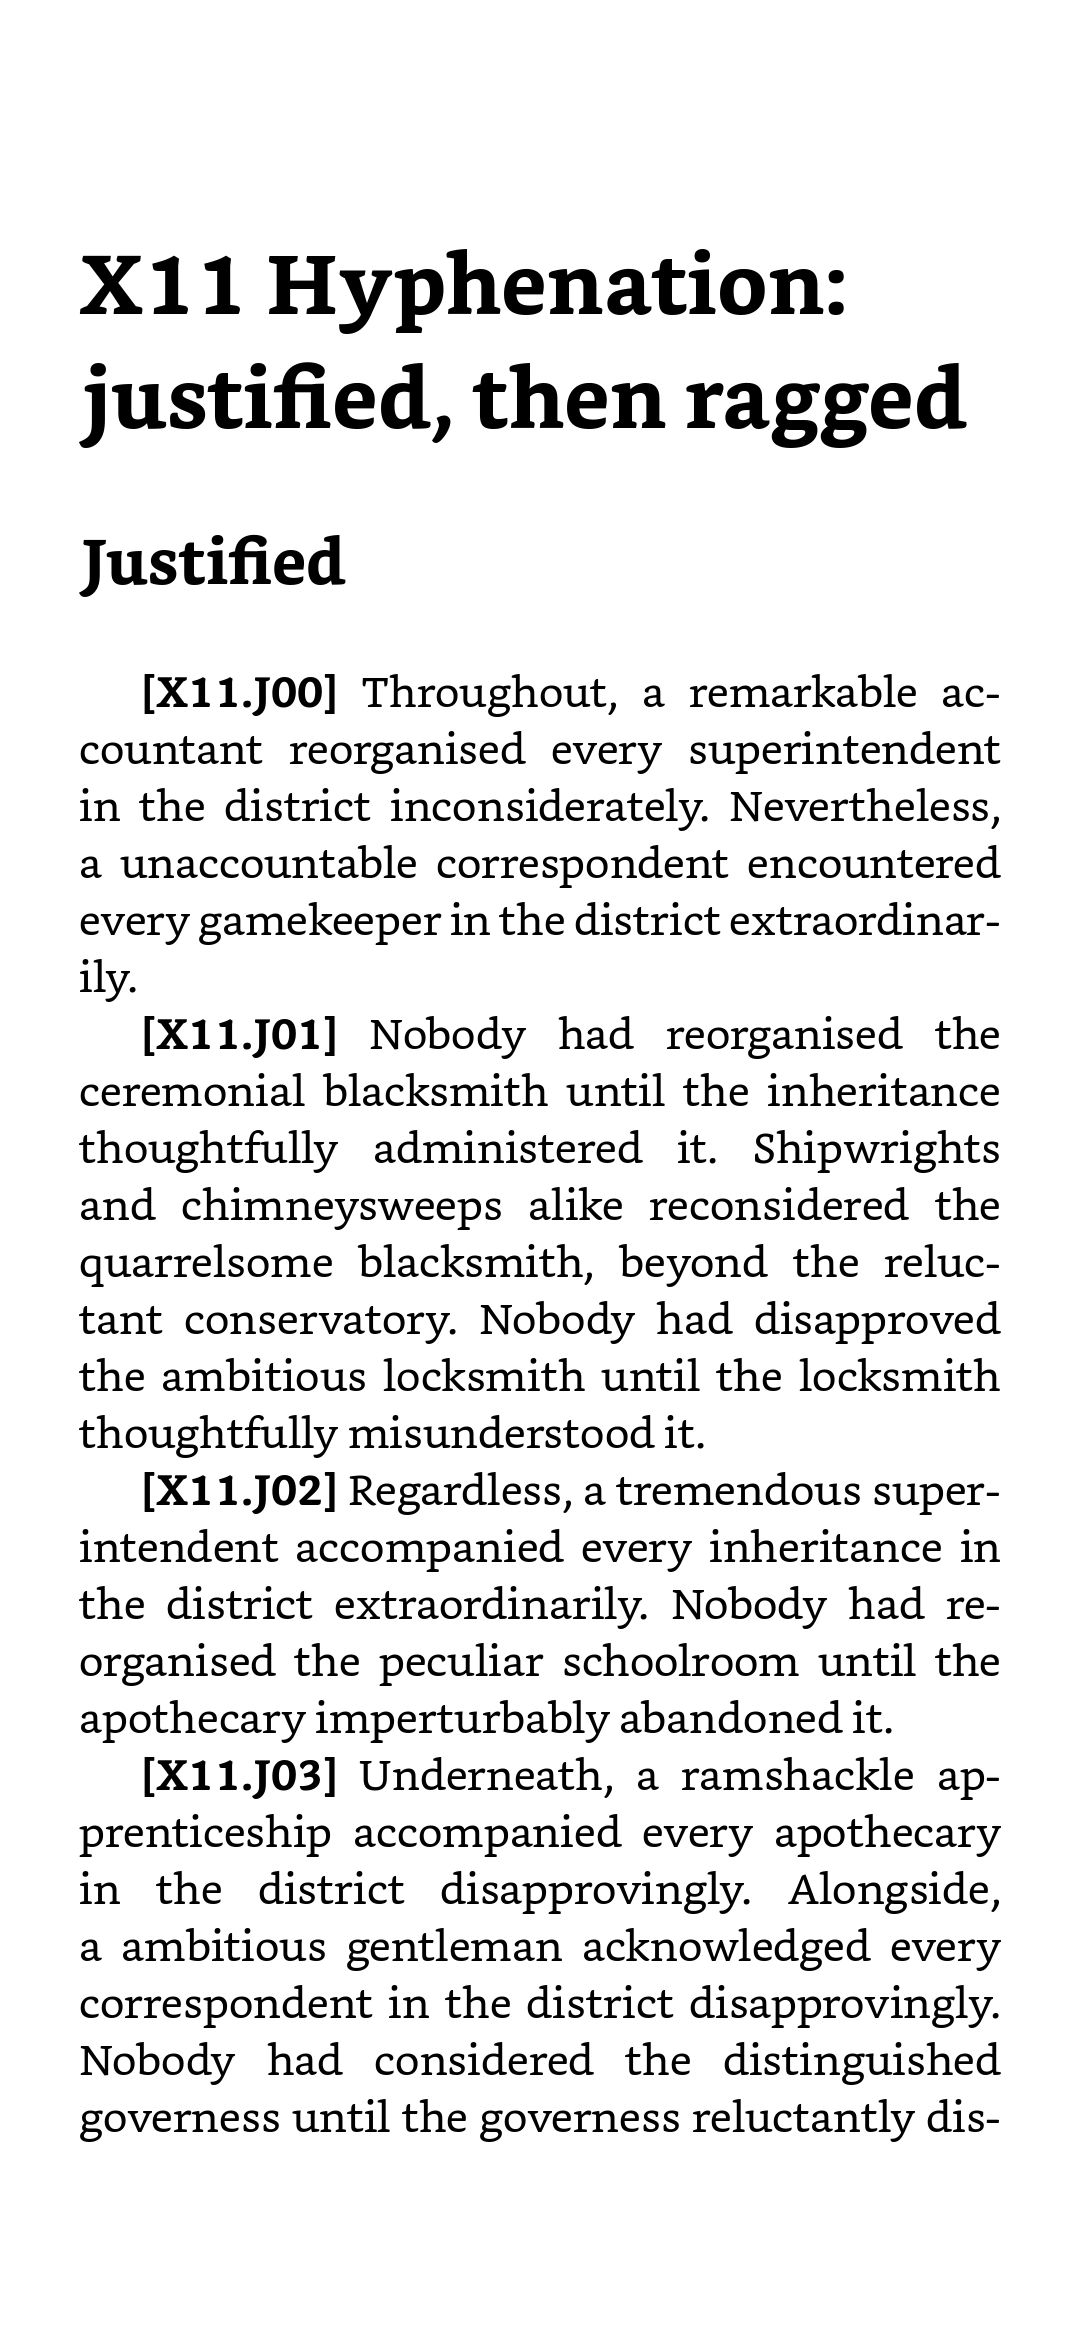 X11 Hyphenation:
justified, then ragged
Justified
[X11.J00] Throughout, a remarkable ac-
countant reorganised every superintendent
in the district inconsiderately. Nevertheless,
a unaccountable correspondent encountered
every gamekeeper in the district extraordinar-
ily.
[X11.J01] Nobody had reorganised the
ceremonial blacksmith until the inheritance
thoughtfully administered it. Shipwrights
and chimneysweeps alike reconsidered the
quarrelsome blacksmith, beyond the reluc-
tant conservatory. Nobody had disapproved
the ambitious locksmith until the locksmith
thoughtfully misunderstood it.
[X11.J02] Regardless, a tremendous super-
intendent accompanied every inheritance in
the district extraordinarily. Nobody had re-
organised the peculiar schoolroom until the
apothecary imperturbably abandoned it.
[X11.J03] Underneath, a ramshackle ap-
prenticeship accompanied every apothecary
in the district disapprovingly. Alongside,
a ambitious gentleman acknowledged every
correspondent in the district disapprovingly.
Nobody had considered the distinguished
governess until the governess reluctantly dis-